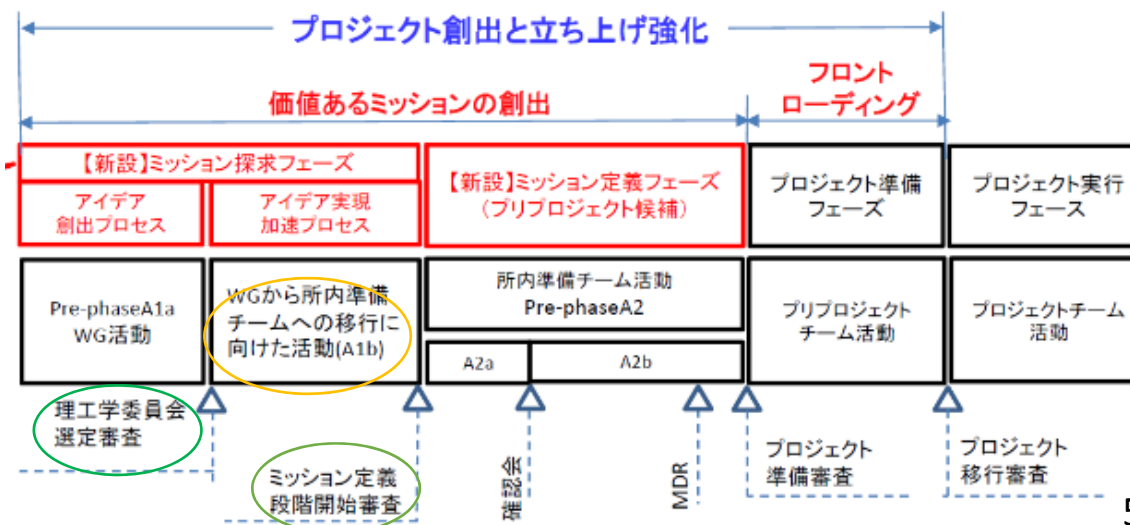 プロジェクト創出と立ち上げ強化
価値あるミッションの創出
フロント
ローディング
【新設】ミッション探求フェーズ
アイデア
創出プロセス
アイデア実現
加速プロセス
【新設】ミッション定義フェーズ
(プリプロジェクト候補)
プロジェクト準備
フェーズ
プロジェクト実行
フェース
Pre-phaseA1a
WG活動
WGから所内準備
チームへの移行に
向けた活動(A1b)
所内準備チーム活動
Pre-phaseA2
A2a
A2b
プリプロジェクト
チーム活動
プロジェクトチーム
活動
理工学委員会
選定審査
ミッション定義
段階開始審査
確認会
MDR
プロジェクト
準備審査
プロジェクト
移行審査